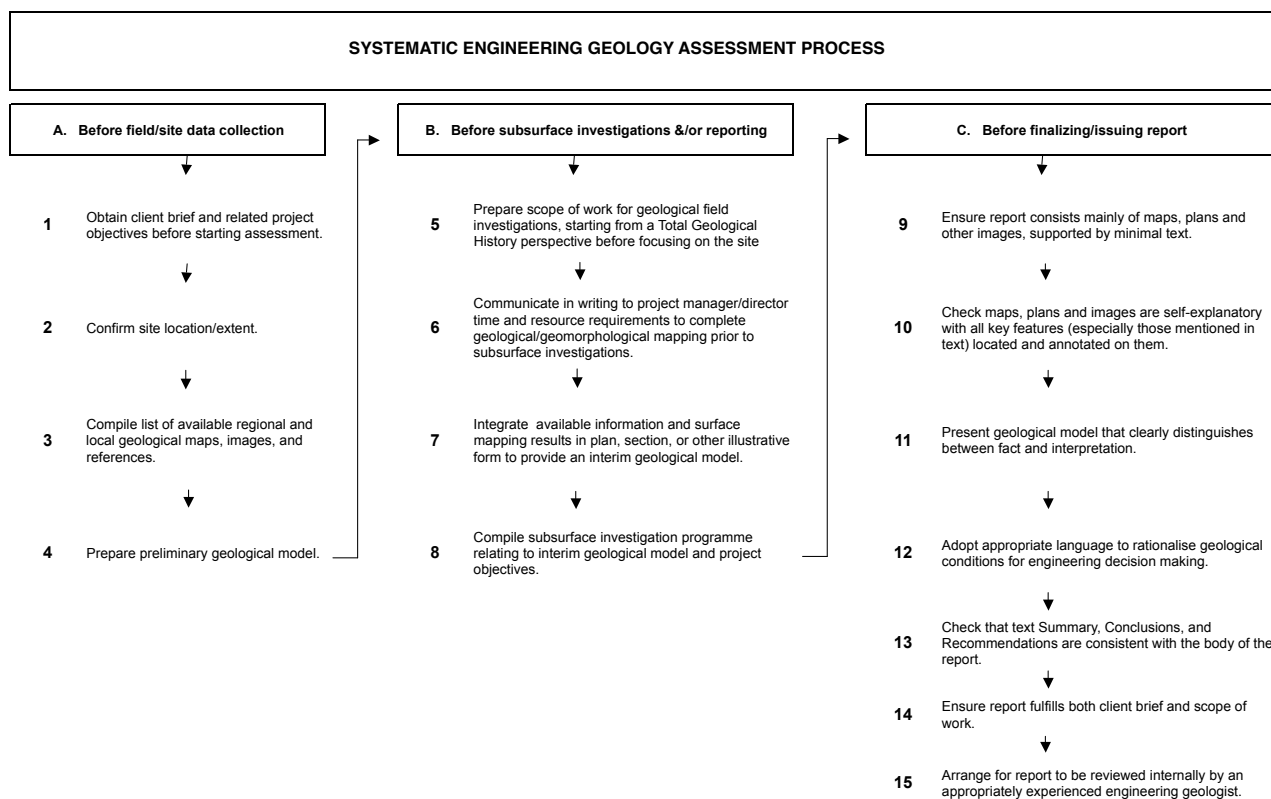 SYSTEMATIC ENGINEERING GEOLOGY ASSESSMENT PROCESS
A. Before field/site data collection
1
Obtain client brief and related project
objectives before starting assessment.
2
Confirm site location/extent.
3
Compile list of available regional and
local geological maps, images, and
references.
4
Prepare preliminary geological model.
B. Before subsurface investigations &/or reporting
5
Prepare scope of work for geological field
investigations, starting from a Total Geological
History perspective before focusing on the site
6
Communicate in writing to project manager/director
time and resource requirements to complete
geological/geomorphological mapping prior to
subsurface investigations.
7
Integrate available information and surface
mapping results in plan, section, or other illustrative
form to provide an interim geological model.
8
Compile subsurface investigation programme
relating to interim geological model and project
objectives.
C. Before finalizing/issuing report
9
Ensure report consists mainly of maps, plans and
other images, supported by minimal text.
10
Check maps, plans and images are self-explanatory
with all key features (especially those mentioned in
text) located and annotated on them.
11
Present geological model that clearly distinguishes
between fact and interpretation.
12
Adopt appropriate language to rationalise geological
conditions for engineering decision making.
13
Check that text Summary, Conclusions, and
Recommendations are consistent with the body of the
report.
14
Ensure report fulfills both client brief and scope of
work.
15
Arrange for report to be reviewed internally by an
appropriately experienced engineering geologist.